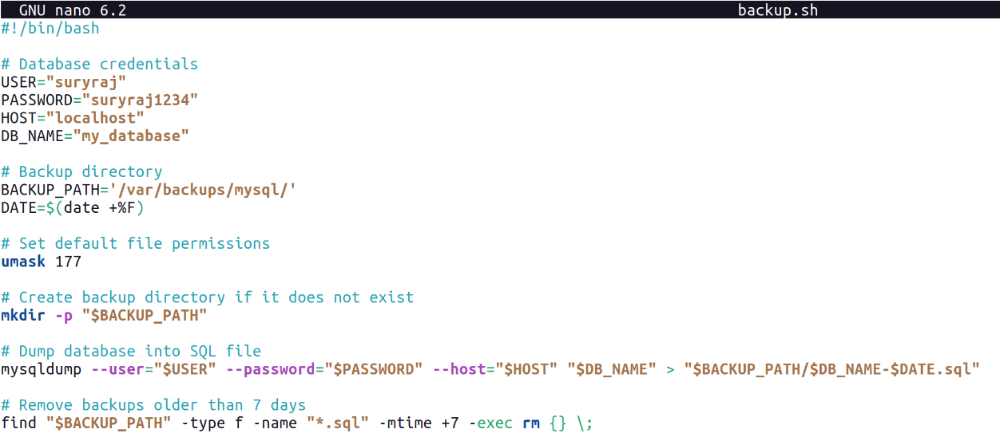 GNU nano 6.2 backup.sh
#!/bin/bash
# Database credentials
USER="suryraj"
PASSWORD="suryraj1234"
HOST="localhost"
DB_NAME="my_database"
# Backup directory
BACKUP_PATH='/var/backups/mysql/'
DATE=$(date +%F)
# Set default file permissions
umask 177
# Create backup directory if it does not exist
mkdir -p "$BACKUP_PATH"
# Dump database into SQL file
mysqldump --user="$USER" --password="$PASSWORD" --host="$HOST" "$DB_NAME" > "$BACKUP_PATH/$DB_NAME-$DATE.sql"
# Remove backups older than 7 days
find "$BACKUP_PATH" -type f -name "*.sql" -mtime +7 -exec rm {} \;